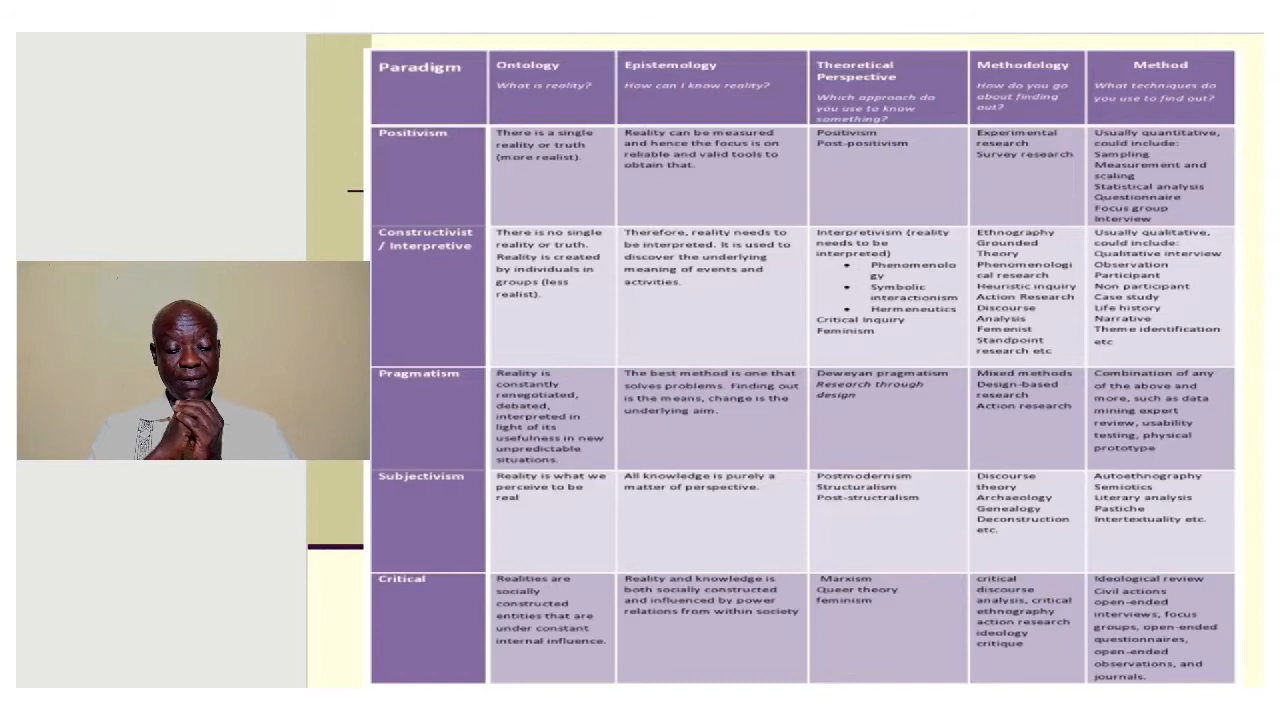 Paradigm
Ontology
What is reality?
Epistemology
How can I know reality?
Theoretical
Perspective
Which approach do
you use to know
something?
Methodology
How do you go
about finding
out?
Method
What techniques do
you use to find out?
Positivism
There is a single
reality or truth
(more realist).
Reality can be measured
and hence the focus is on
reliable and valid tools to
obtain that.
Positivism
Post-positivism
Experimental
research
Survey research
Usually quantitative,
could include:
Sampling
Measurement and
scaling
Statistical analysis
Questionnaire
Focus group
Interview
Constructivist
/ Interpretive
There is no single
reality or truth.
Reality is created
by individuals in
groups (less
realist).
Therefore, reality needs to
be interpreted. It is used to
discover the underlying
meaning of events and
activities.
Interpretivism (reality
needs to be
interpreted)
• Phenomenolo
gy
• Symbolic
interactionism
• Hermeneutics
Critical Inquiry
Feminism
Ethnography
Grounded
Theory
Phenomenologi
cal research
Heuristic inquiry
Action Research
Discourse
Analysis
Femenist
Standpoint
research etc
Usually qualitative,
could include:
Qualitative interview
Observation
Participant
Non participant
Case study
Life history
Narrative
Theme identification
etc
Pragmatism
Reality is
constantly
renegotiated,
debated,
interpreted in
light of its
usefulness in new
unpredictable
situations.
The best method is one that
solves problems. Finding out
is the means, change is the
underlying aim.
Deweyan pragmatism
Research through
design
Mixed methods
Design-based
research
Action research
Combination of any
of the above and
more, such as data
mining expert
review, usability
testing, physical
prototype
Subjectivism
Reality is what we
perceive to be
real
All knowledge is purely a
matter of perspective.
Postmodernism
Structuralism
Post-structralism
Discourse
theory
Archaeology
Genealogy
Deconstruction
etc.
Autoethnography
Semiotics
Literary analysis
Pastiche
Intertextuality etc.
Critical
Realities are
socially
constructed
entities that are
under constant
internal influence.
Reality and knowledge is
both socially constructed
and influenced by power
relations from within society
Marxism
Queer theory
feminism
critical
discourse
analysis, critical
ethnography
action research
ideology
critique
Ideological review
Civil actions
open-ended
interviews, focus
groups, open-ended
questionnaires,
open-ended
observations, and
journals.